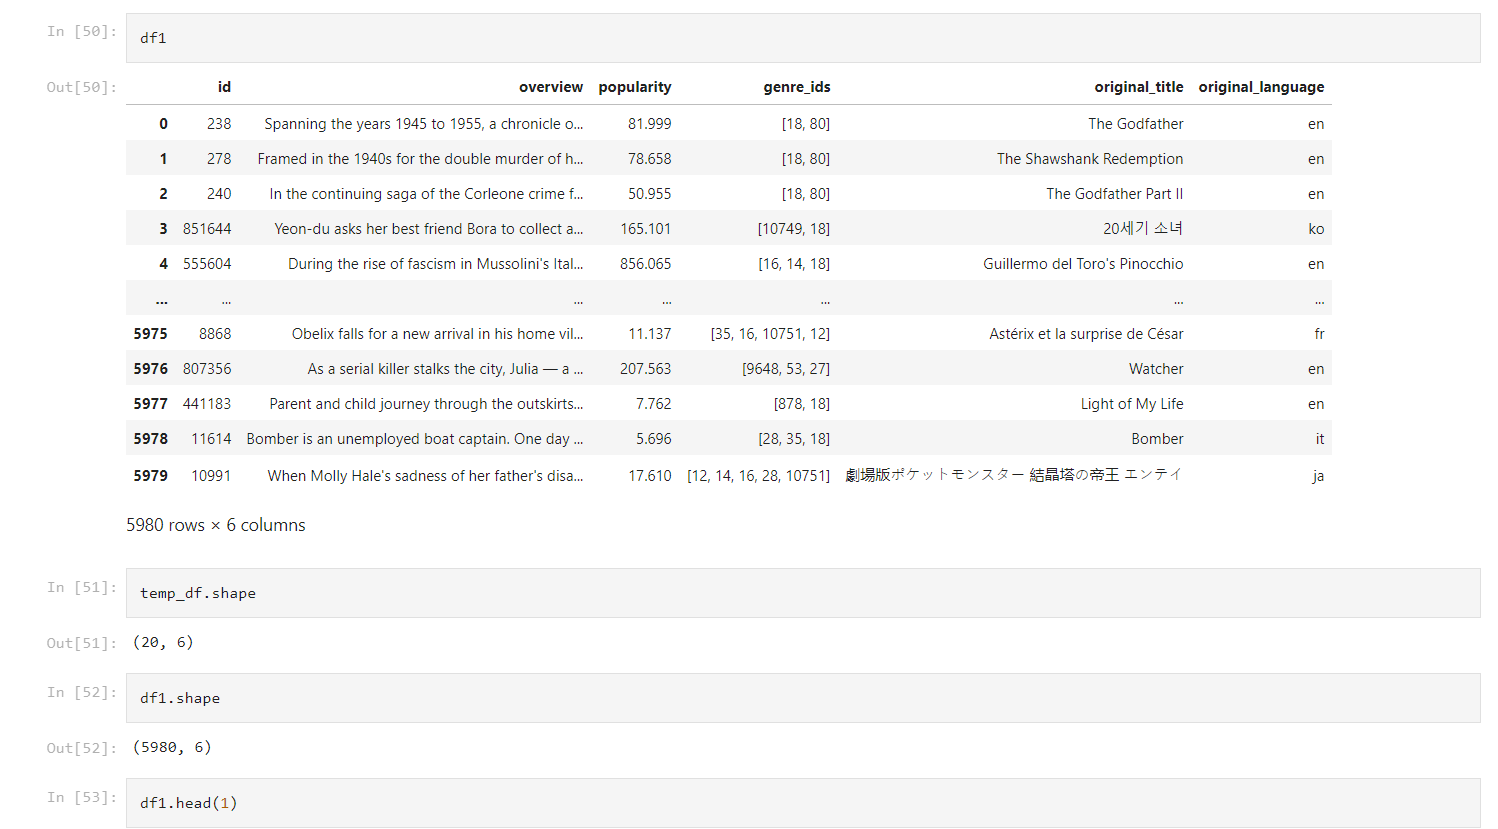 In [50]: df1
Out[50]:
id overview popularity genre_ids original_title original_language
0 238 Spanning the years 1945 to 1955, a chronicle o... 81.999 [18, 80] The Godfather en
1 278 Framed in the 1940s for the double murder of h... 78.658 [18, 80] The Shawshank Redemption en
2 240 In the continuing saga of the Corleone crime f... 50.955 [18, 80] The Godfather Part II en
3 851644 Yeon-du asks her best friend Bora to collect a... 165.101 [10749, 18] 20세기 소녀 ko
4 555604 During the rise of fascism in Mussolini's Ital... 856.065 [16, 14, 18] Guillermo del Toro's Pinocchio en
... ... ... ... ... ... ...
5975 8868 Obelix falls for a new arrival in his home vil... 11.137 [35, 16, 10751, 12] Astérix et la surprise de César fr
5976 807356 As a serial killer stalks the city, Julia — a ... 207.563 [9648, 53, 27] Watcher en
5977 441183 Parent and child journey through the outskirts... 7.762 [878, 18] Light of My Life en
5978 11614 Bomber is an unemployed boat captain. One day ... 5.696 [28, 35, 18] Bomber it
5979 10991 When Molly Hale's sadness of her father's disa... 17.610 [12, 14, 16, 28, 10751] 劇場版ポケットモンスター 結晶塔の帝王 エンテイ ja
5980 rows × 6 columns
In [51]: temp_df.shape
Out[51]: (20, 6)
In [52]: df1.shape
Out[52]: (5980, 6)
In [53]: df1.head(1)